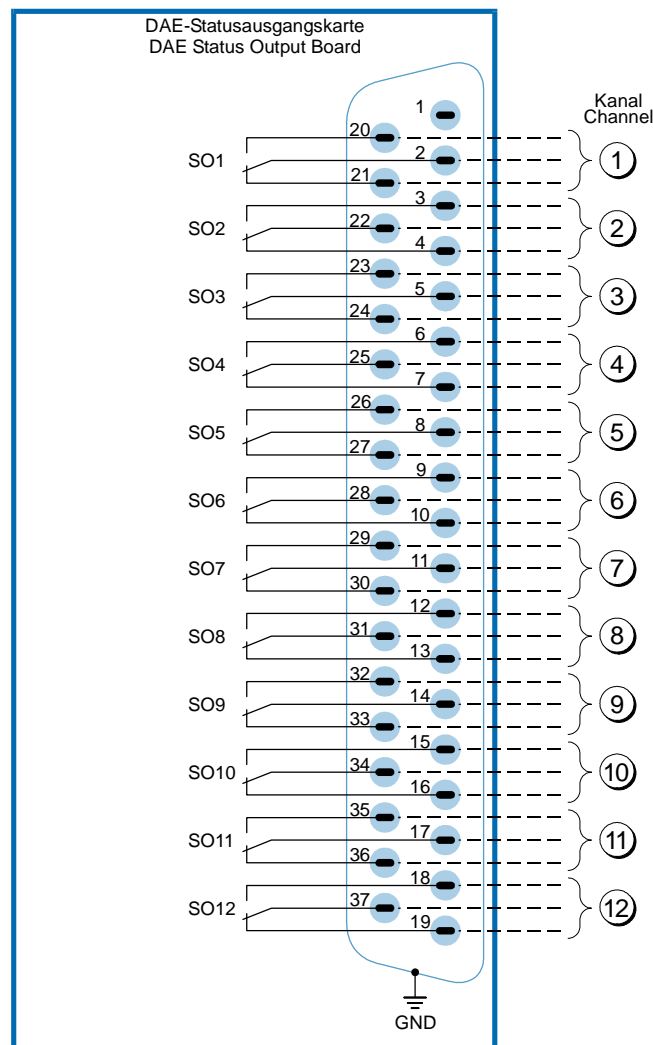 DAE-Statusausgangskarte
DAE Status Output Board
Kanal
Channel
1
20
SO1
2
1
21
3
SO2
22
2
4
23
SO3
5
3
24
6
SO4
25
4
7
26
SO5
8
5
27
9
SO6
28
6
10
29
SO7
11
7
30
12
SO8
31
8
13
32
SO9
14
9
33
15
SO10
34
10
16
35
SO11
17
11
36
18
SO12
37
12
19
GND